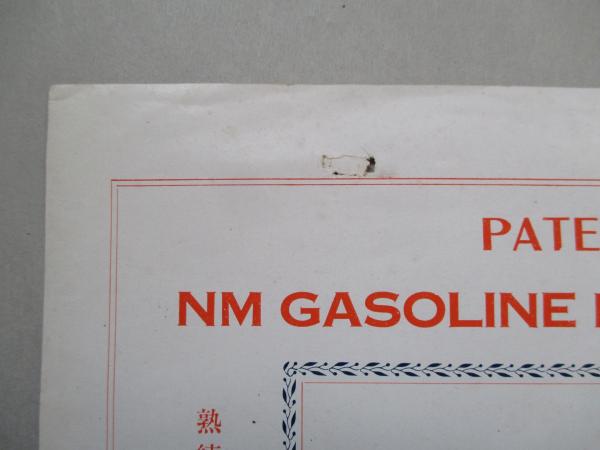 PATE
NM GASOLINE
熟